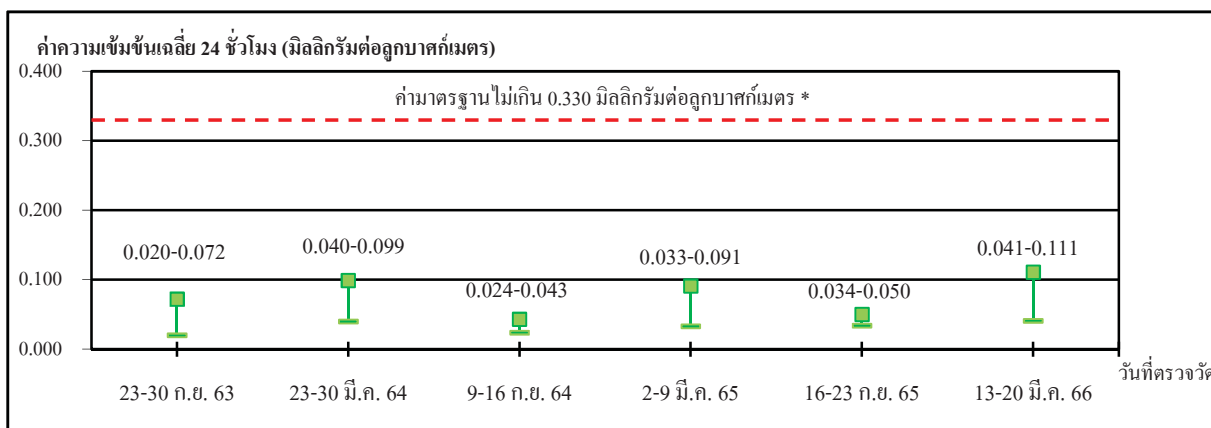 ค่าความเข้มข้นเฉลี่ย 24 ชั่วโมง (มิลลิกรัมต่อลูกบาศก์เมตร)
0.400
ค่ามาตรฐานไม่เกิน 0.330 มิลลิกรัมต่อลูกบาศก์เมตร *
0.300
0.200
0.020-0.072 0.040-0.099 0.024-0.043 0.033-0.091 0.034-0.050 0.041-0.111
0.100
0.000
วันที่ตรวจวัด
23-30 ก.ย. 63 23-30 มี.ค. 64 9-16 ก.ย. 64 2-9 มี.ค. 65 16-23 ก.ย. 65 13-20 มี.ค. 66